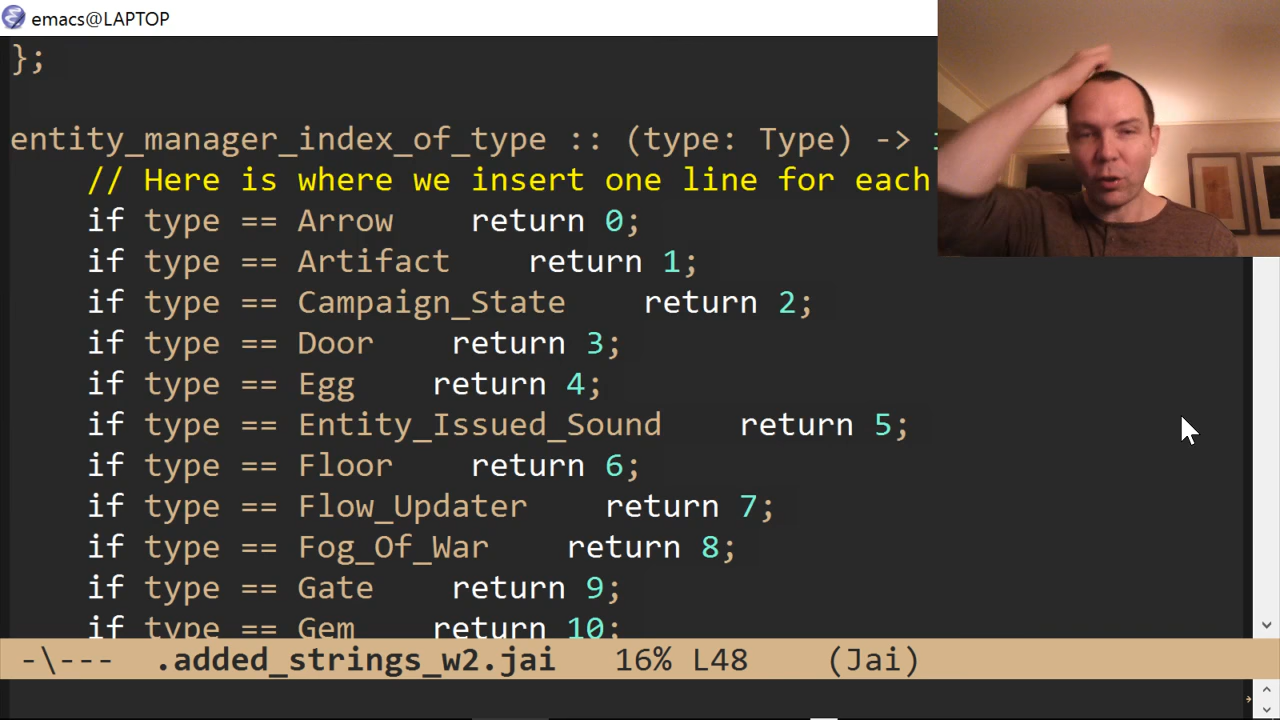 emacs@LAPTOP
};
entity_manager_index_of_type :: (type: Type) ->
// Here is where we insert one line for each
if type == Arrow    return 0;
if type == Artifact    return 1;
if type == Campaign_State    return 2;
if type == Door    return 3;
if type == Egg    return 4;
if type == Entity_Issued_Sound    return 5;
if type == Floor    return 6;
if type == Flow_Updater    return 7;
if type == Fog_Of_War    return 8;
if type == Gate    return 9;
if type == Gem    return 10;
-\--- .added_strings_w2.jai    16% L48    (Jai)